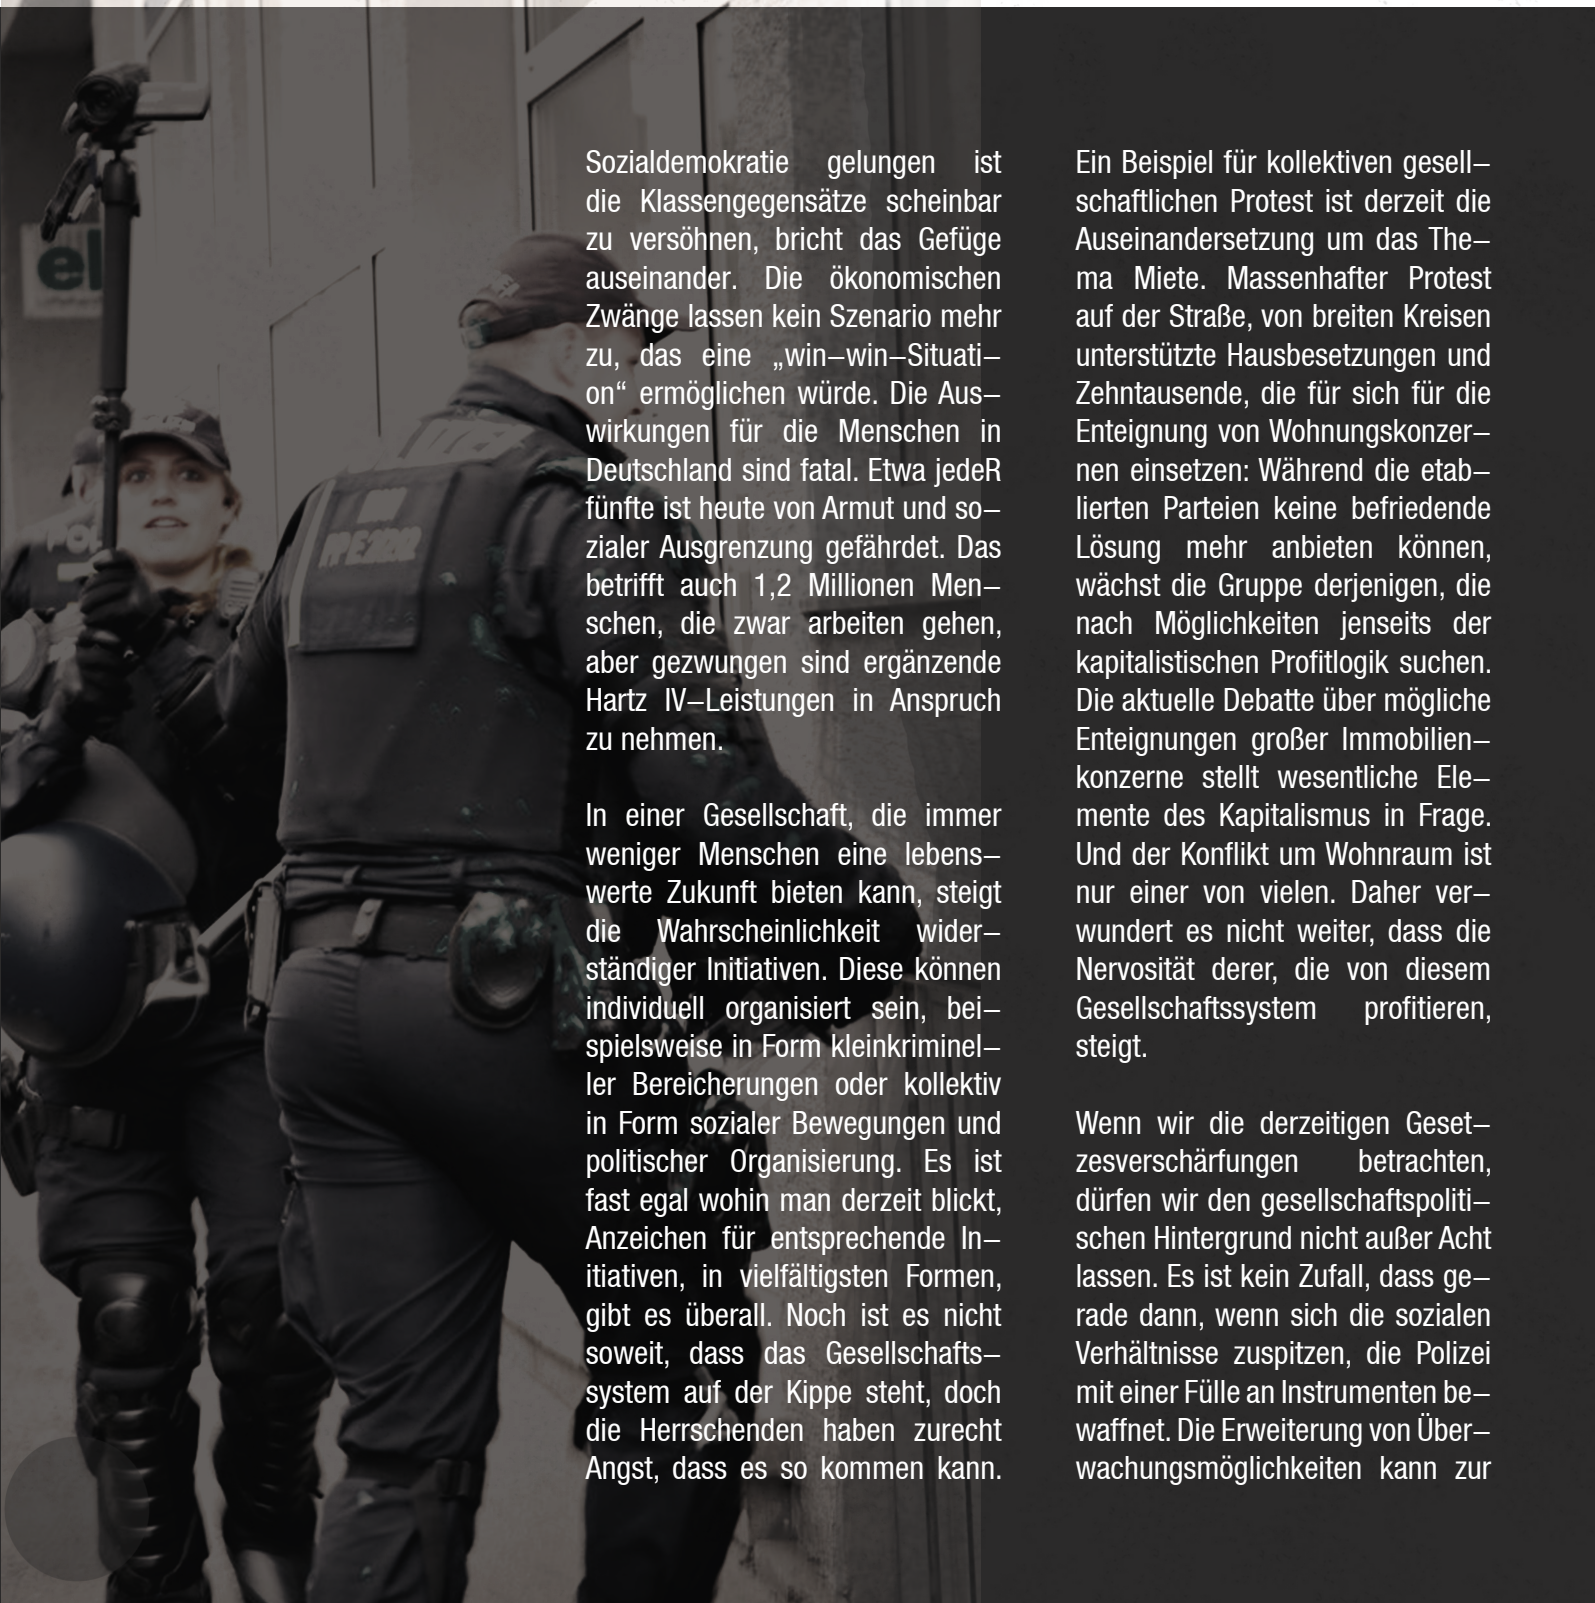 el
POL
Sozialdemokratie gelungen ist
die Klassengegensätze scheinbar
zu versöhnen, bricht das Gefüge
auseinander. Die ökonomischen
Zwänge lassen kein Szenario mehr
zu, das eine „win–win–Situati–
on“ ermöglichen würde. Die Aus–
wirkungen für die Menschen in
Deutschland sind fatal. Etwa jedeR
fünfte ist heute von Armut und so–
zialer Ausgrenzung gefährdet. Das
betrifft auch 1,2 Millionen Men–
schen, die zwar arbeiten gehen,
aber gezwungen sind ergänzende
Hartz IV–Leistungen in Anspruch
zu nehmen.
In einer Gesellschaft, die immer
weniger Menschen eine lebens–
werte Zukunft bieten kann, steigt
die Wahrscheinlichkeit wider–
ständiger Initiativen. Diese können
individuell organisiert sein, bei–
spielsweise in Form kleinkriminel–
ler Bereicherungen oder kollektiv
in Form sozialer Bewegungen und
politischer Organisierung. Es ist
fast egal wohin man derzeit blickt,
Anzeichen für entsprechende In–
itiativen, in vielfältigsten Formen,
gibt es überall. Noch ist es nicht
soweit, dass das Gesellschafts–
system auf der Kippe steht, doch
die Herrschenden haben zurecht
Angst, dass es so kommen kann.
Ein Beispiel für kollektiven gesell–
schaftlichen Protest ist derzeit die
Auseinandersetzung um das The–
ma Miete. Massenhafter Protest
auf der Straße, von breiten Kreisen
unterstützte Hausbesetzungen und
Zehntausende, die für sich für die
Enteignung von Wohnungskonzer–
nen einsetzen: Während die etab–
lierten Parteien keine befriedende
Lösung mehr anbieten können,
wächst die Gruppe derjenigen, die
nach Möglichkeiten jenseits der
kapitalistischen Profitlogik suchen.
Die aktuelle Debatte über mögliche
Enteignungen großer Immobilien–
konzerne stellt wesentliche Ele–
mente des Kapitalismus in Frage.
Und der Konflikt um Wohnraum ist
nur einer von vielen. Daher ver–
wundert es nicht weiter, dass die
Nervosität derer, die von diesem
Gesellschaftssystem profitieren,
steigt.
Wenn wir die derzeitigen Geset–
zesverschärfungen betrachten,
dürfen wir den gesellschaftspoliti–
schen Hintergrund nicht außer Acht
lassen. Es ist kein Zufall, dass ge–
rade dann, wenn sich die sozialen
Verhältnisse zuspitzen, die Polizei
mit einer Fülle an Instrumenten be–
waffnet. Die Erweiterung von Über–
wachungsmöglichkeiten kann zur